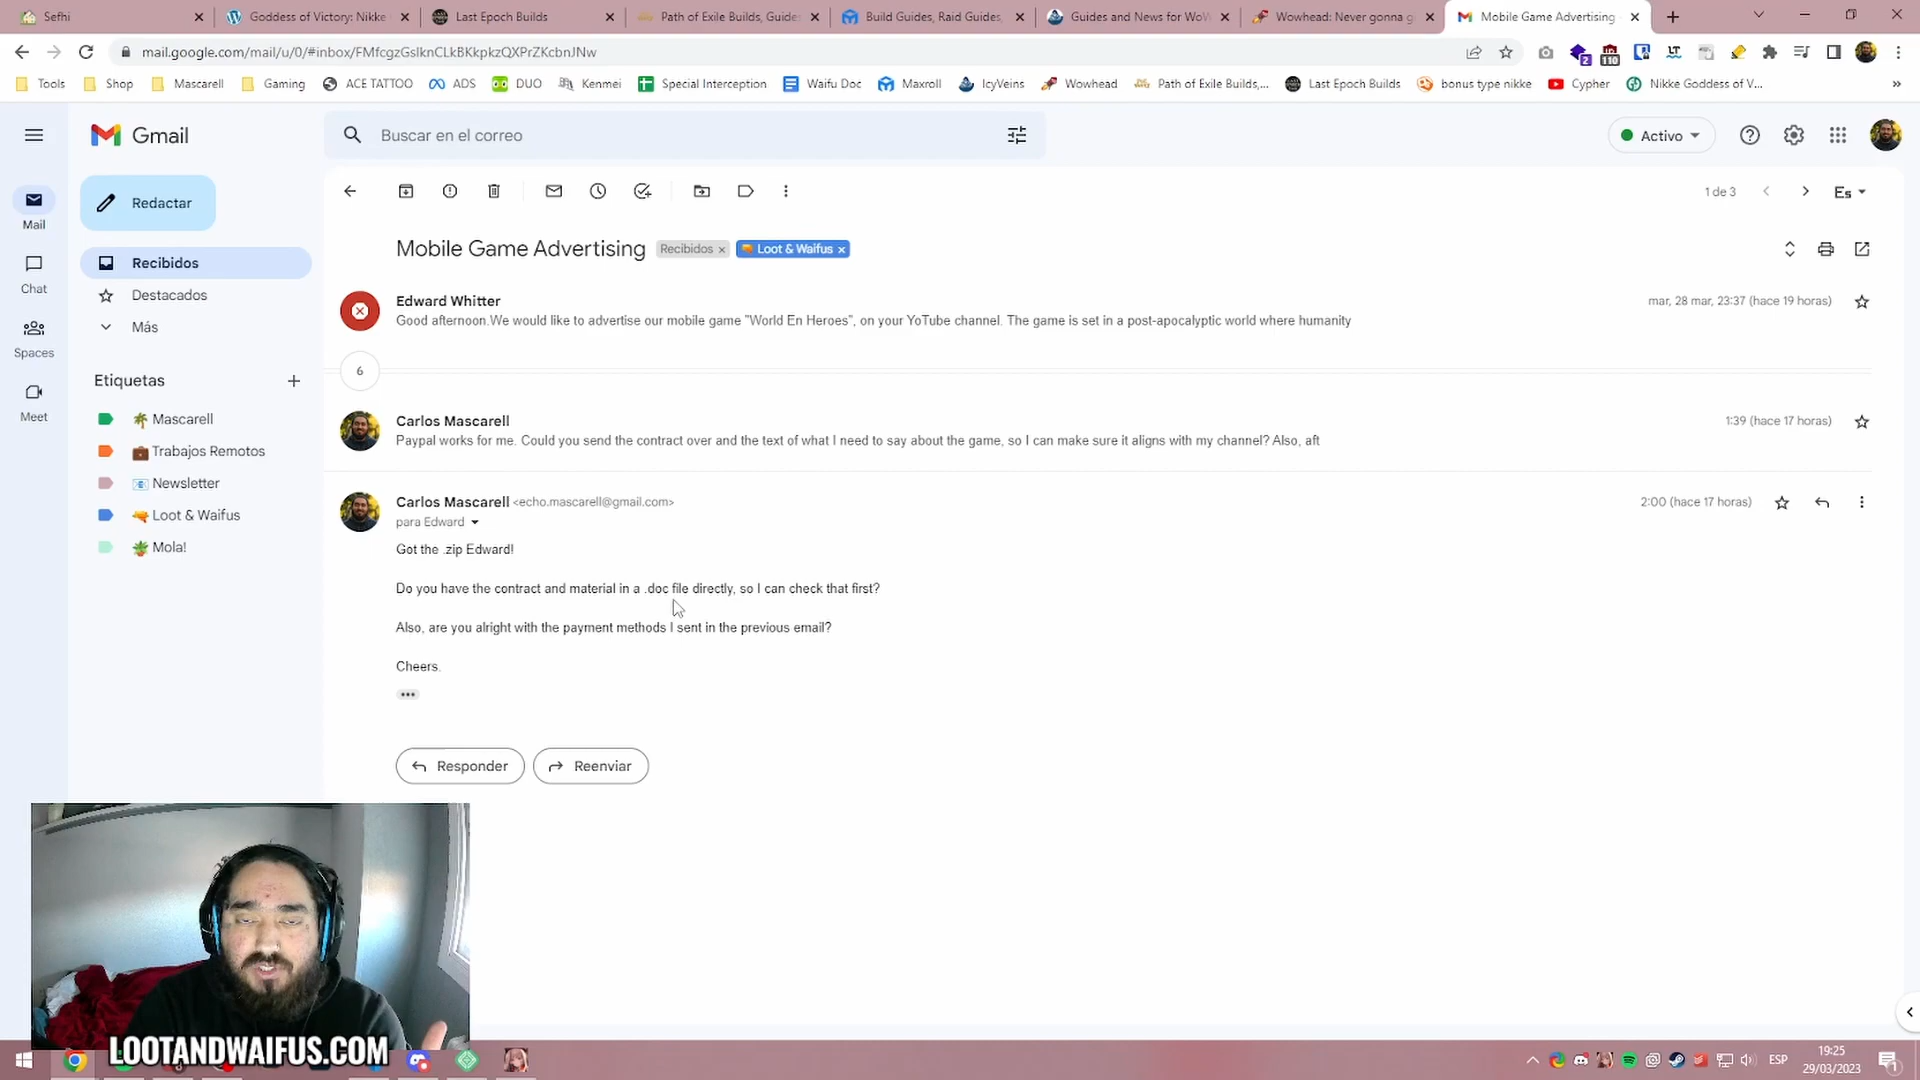 Sefhi
Goddess of Victory: Nikke
Last Epoch Builds
Path of Exile Builds, Guide
Build Guides, Raid Guides,
Guides and News for WoW
Wowhead: Never gonna g
Mobile Game Advertising
mail.google.com/mail/u/0/#inbox/FMfcgzGslknCLkBKkpkzQXPrZKcbnJNw
2
110
Tools
Shop
Mascarell
Gaming
ACE TATTOO
ADS
DUO
Kenmei
Special Interception
Waifu Doc
Maxroll
IcyVeins
Wowhead
Path of Exile Builds,...
Last Epoch Builds
bonus type nikke
Cypher
Nikke Goddess of V...
»
Gmail
Buscar en el correo
Activo
Mail
Chat
Spaces
Meet
Redactar
Recibidos
Destacados
Más
Etiquetas
Mascarell
Trabajos Remotos
Newsletter
Loot & Waifus
Mola!
1 de 3
Es
Mobile Game Advertising
Recibidos x
Loot & Waifus x
Edward Whitter
mar, 28 mar, 23:37 (hace 19 horas)
Good afternoon.We would like to advertise our mobile game "World En Heroes", on your YoTube channel. The game is set in a post-apocalyptic world where humanity
6
Carlos Mascarell
1:39 (hace 17 horas)
Paypal works for me. Could you send the contract over and the text of what I need to say about the game, so I can make sure it aligns with my channel? Also, aft
Carlos Mascarell <echo.mascarell@gmail.com>
2:00 (hace 17 horas)
para Edward
Got the .zip Edward!
Do you have the contract and material in a .doc file directly, so I can check that first?
Also, are you alright with the payment methods I sent in the previous email?
Cheers.
Responder
Reenviar
LOOTANDWAIFUS.COM
ESP
19:25
29/03/2023
1